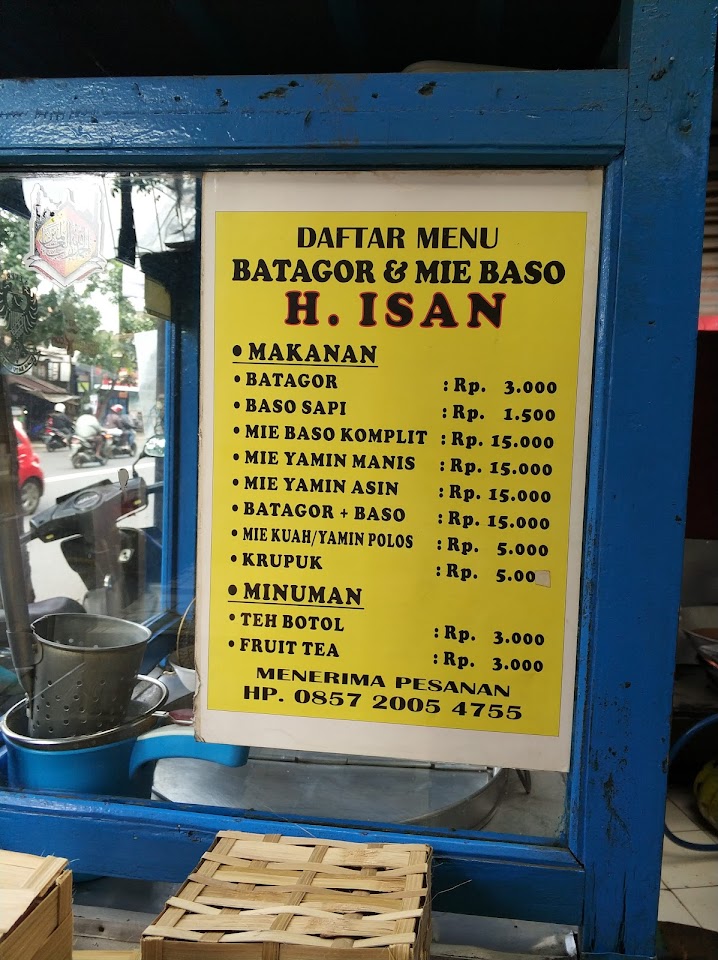 DAFTAR MENU
BATAGOR & MIE BASO
H. ISAN
• MAKANAN
• BATAGOR : Rp. 3.000
• BASO SAPI : Rp. 1.500
• MIE BASO KOMPLIT : Rp. 15.000
• MIE YAMIN MANIS : Rp. 15.000
• MIE YAMIN ASIN : Rp. 15.000
• BATAGOR + BASO : Rp. 15.000
• MIE KUAH/YAMIN POLOS : Rp. 5.000
• KRUPUK : Rp. 5.00
• MINUMAN
• TEH BOTOL : Rp. 3.000
• FRUIT TEA : Rp. 3.000
MENERIMA PESANAN
HP. 0857 2005 4755